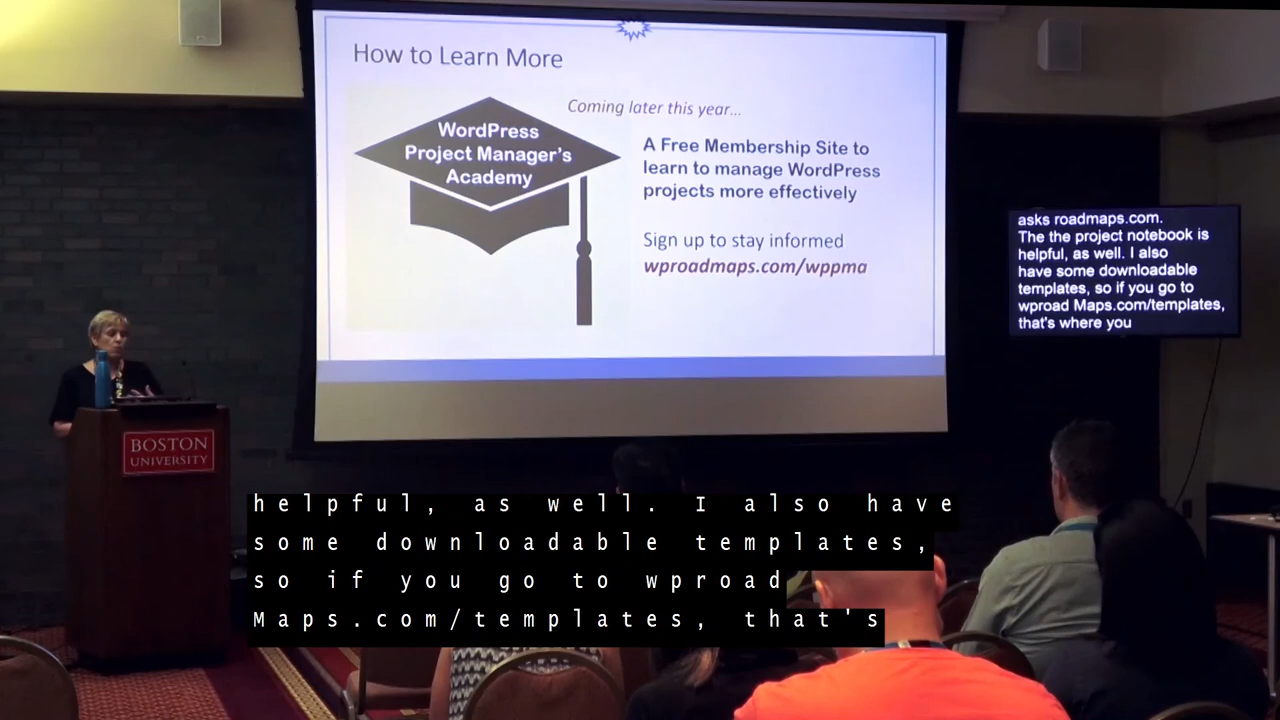 How to Learn More
Coming later this year...
WordPress
Project Manager's
Academy
A Free Membership Site to
learn to manage WordPress
projects more effectively
Sign up to stay informed
wproadmaps.com/wppma
asks roadmaps.com.
The the project notebook is
helpful, as well. I also
have some downloadable
templates, so if you go to
wproad Maps.com/templates,
that's where you
BOSTON
UNIVERSITY
helpful, as well. I also have
some downloadable templates,
so if you go to wproad
Maps.com/templates, that's